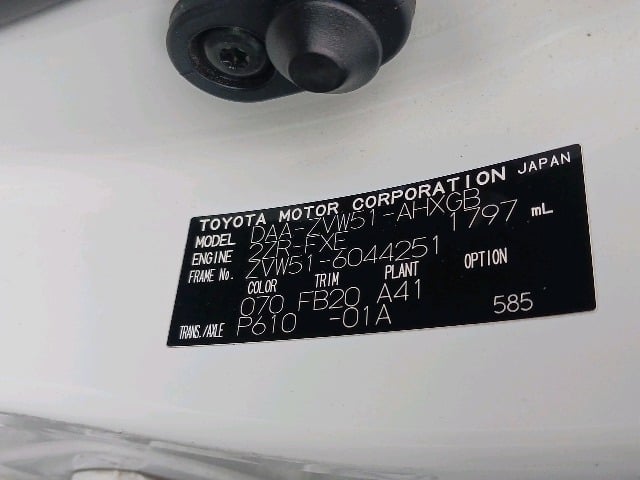 TOYOTA MOTOR CORPORATION JAPAN
MODEL DAA-ZVW51-AHXGB
ENGINE 2ZR-FXE 1797 mL
FRAME No. ZVW51-6044251
COLOR TRIM PLANT OPTION
070 FB20 A41
TRANS./AXLE P610 -01A 585